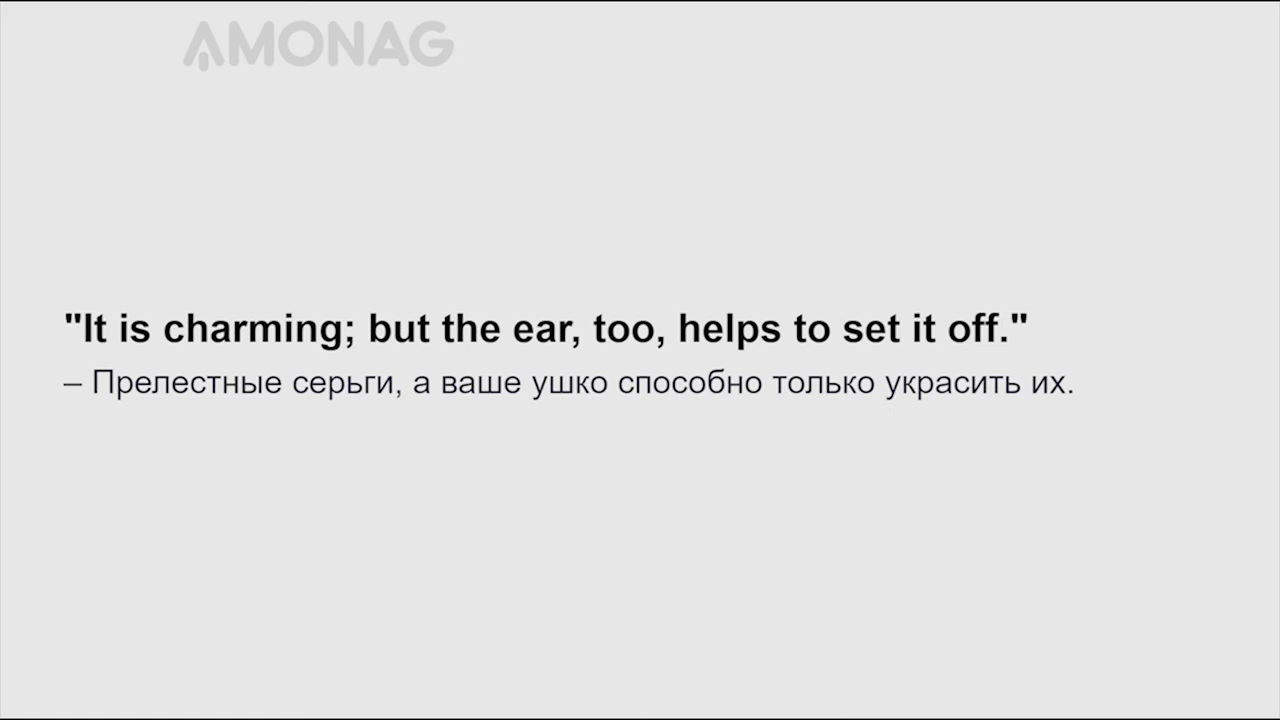 AMONAG
"It is charming; but the ear, too, helps to set it off."
– Прелестные серьги, а ваше ушко способно только украсить их.